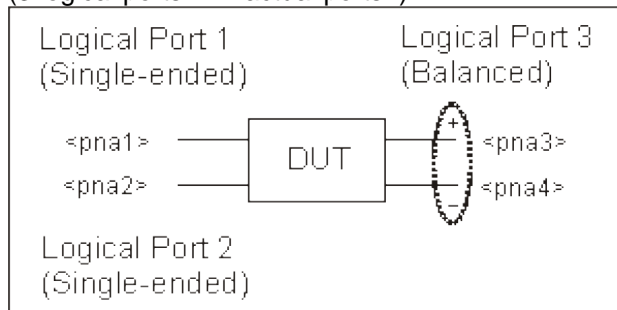 Logical Port 1
(Single-ended)
Logical Port 3
(Balanced)
<pna1>
<pna2>
DUT
+
<pna3>
<pna4>
−
Logical Port 2
(Single-ended)